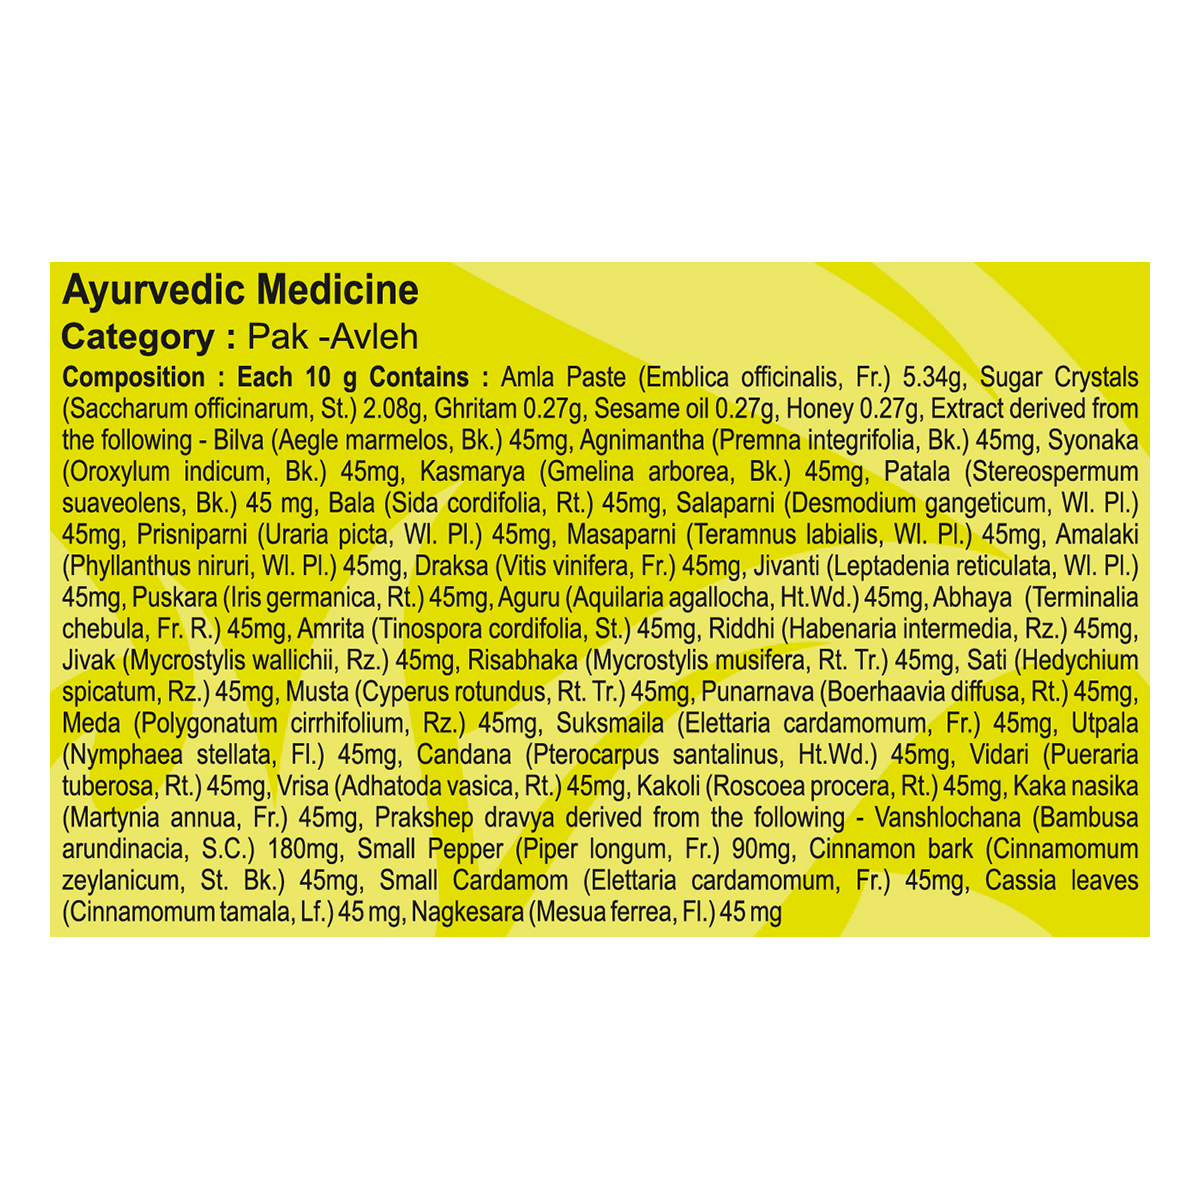 Ayurvedic Medicine
Category : Pak -Avleh
Composition : Each 10 g Contains : Amla Paste (Emblica officinalis, Fr.) 5.34g, Sugar Crystals
(Saccharum officinarum, St.) 2.08g, Ghritam 0.27g, Sesame oil 0.27g, Honey 0.27g, Extract derived from
the following - Bilva (Aegle marmelos, Bk.) 45mg, Agnimantha (Premna integrifolia, Bk.) 45mg, Syonaka
(Oroxylum indicum, Bk.) 45mg, Kasmarya (Gmelina arborea, Bk.) 45mg, Patala (Stereospermum
suaveolens, Bk.) 45 mg, Bala (Sida cordifolia, Rt.) 45mg, Salaparni (Desmodium gangeticum, Wl. Pl.)
45mg, Prisniparni (Uraria picta, Wl. Pl.) 45mg, Masaparni (Teramnus labialis, Wl. Pl.) 45mg, Amalaki
(Phyllanthus niruri, Wl. Pl.) 45mg, Draksa (Vitis vinifera, Fr.) 45mg, Jivanti (Leptadenia reticulata, Wl. Pl.)
45mg, Puskara (Iris germanica, Rt.) 45mg, Aguru (Aquilaria agallocha, Ht.Wd.) 45mg, Abhaya (Terminalia
chebula, Fr. R.) 45mg, Amrita (Tinospora cordifolia, St.) 45mg, Riddhi (Habenaria intermedia, Rz.) 45mg,
Jivak (Mycrostylis wallichii, Rz.) 45mg, Risabhaka (Mycrostylis musifera, Rt. Tr.) 45mg, Sati (Hedychium
spicatum, Rz.) 45mg, Musta (Cyperus rotundus, Rt. Tr.) 45mg, Punarnava (Boerhaavia diffusa, Rt.) 45mg,
Meda (Polygonatum cirrhifolium, Rz.) 45mg, Suksmaila (Elettaria cardamomum, Fr.) 45mg, Utpala
(Nymphaea stellata, Fl.) 45mg, Candana (Pterocarpus santalinus, Ht.Wd.) 45mg, Vidari (Pueraria
tuberosa, Rt.) 45mg, Vrisa (Adhatoda vasica, Rt.) 45mg, Kakoli (Roscoea procera, Rt.) 45mg, Kaka nasika
(Martynia annua, Fr.) 45mg, Prakshep dravya derived from the following - Vanshlochana (Bambusa
arundinacia, S.C.) 180mg, Small Pepper (Piper longum, Fr.) 90mg, Cinnamon bark (Cinnamomum
zeylanicum, St. Bk.) 45mg, Small Cardamom (Elettaria cardamomum, Fr.) 45mg, Cassia leaves
(Cinnamomum tamala, Lf.) 45 mg, Nagkesara (Mesua ferrea, Fl.) 45 mg